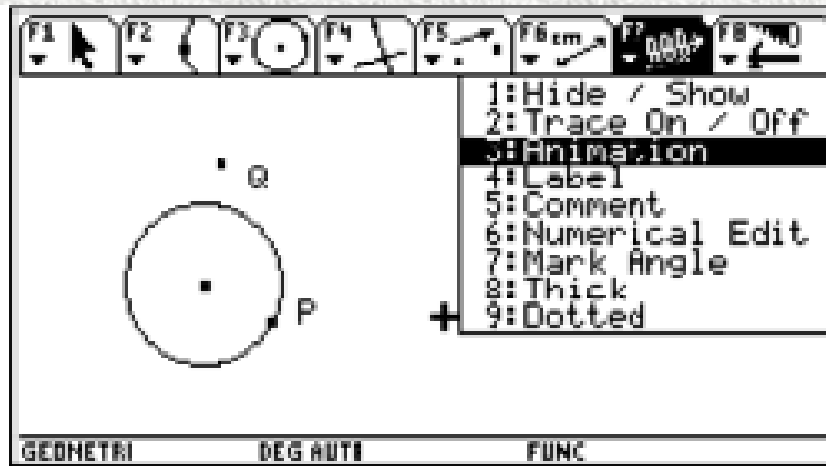 F1 F2 F3 F4 F5 F6 cm F7 F8
1:Hide / Show
2:Trace On / Off
3:Animation
4:Label
5:Comment
6:Numerical Edit
7:Mark Angle
8:Thick
9:Dotted
Q
P
GEOMETRI DEG AUTO FUNC